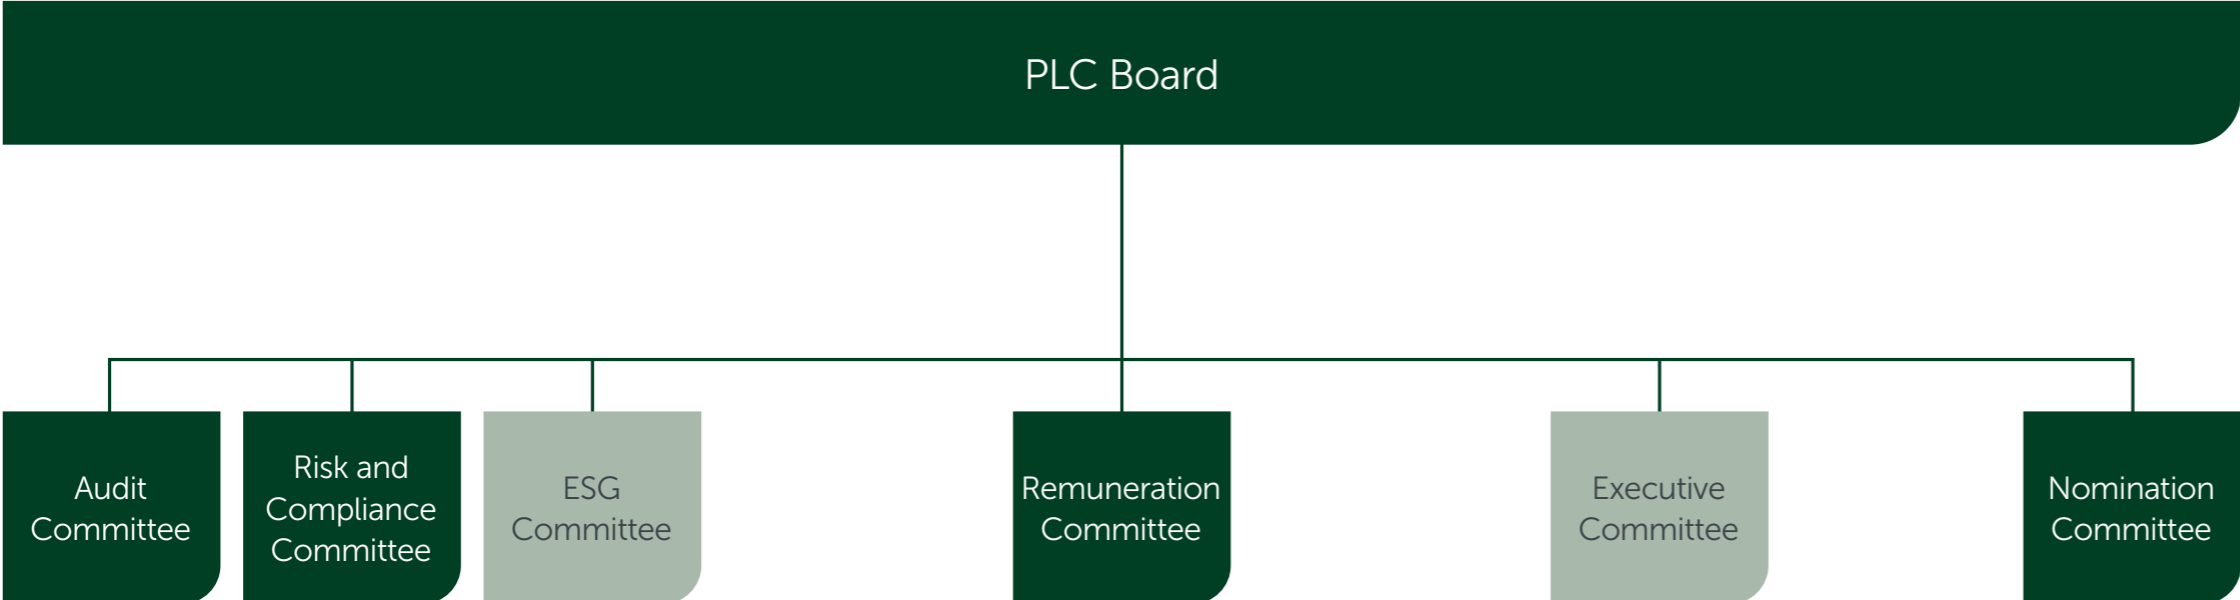 PLC Board
Audit
Committee
Risk and
Compliance
Committee
ESG
Committee
Remuneration
Committee
Executive
Committee
Nomination
Committee